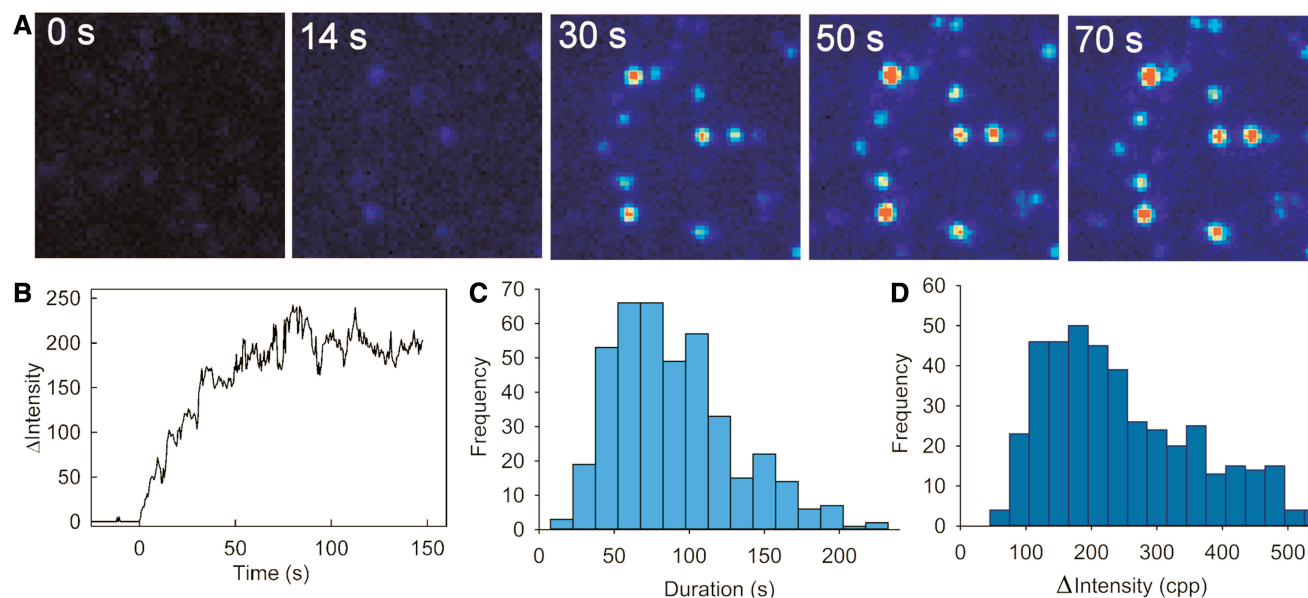 A
0 s
14 s
30 s
50 s
70 s
B
ΔIntensity
250
200
150
100
50
0
0 50 100 150
Time (s)
C
Frequency
70
60
50
40
30
20
10
0
0 50 100 150 200
Duration (s)
D
Frequency
60
50
40
30
20
10
0
0 100 200 300 400 500
ΔIntensity (cpp)